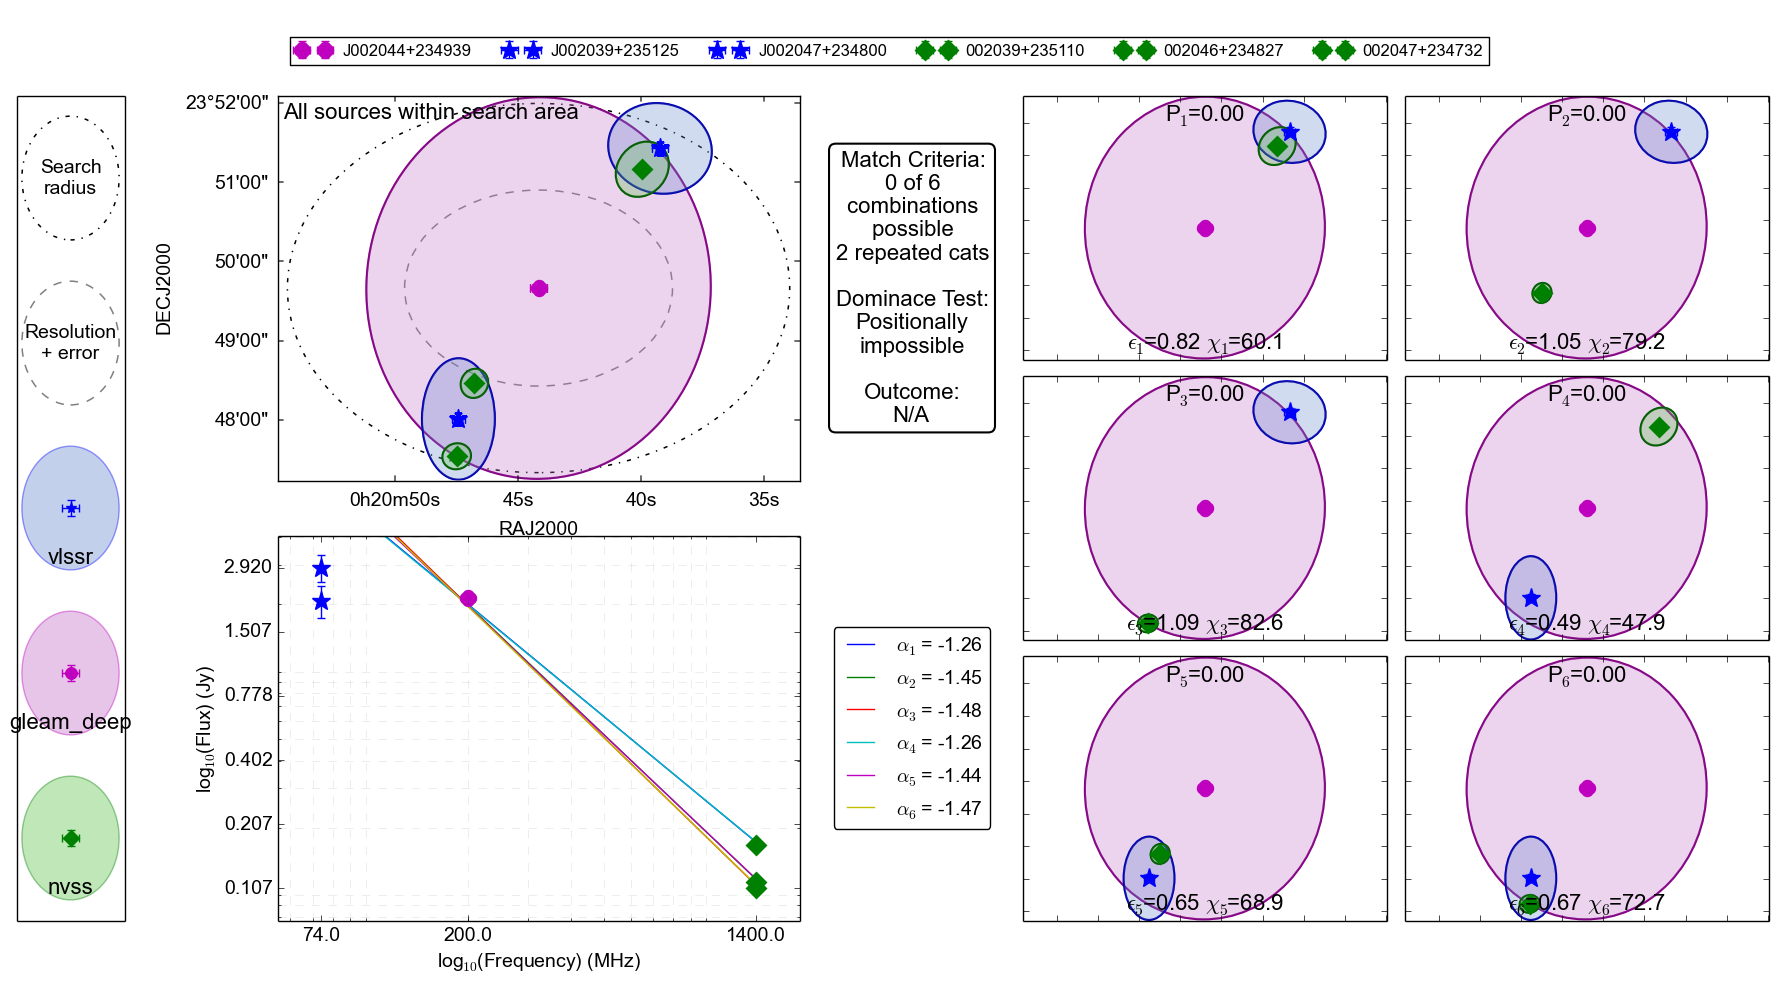 J002044+234939 J002039+235125 J002047+234800 002039+235110 002046+234827 002047+234732
Search
radius
Resolution
+ error
vlssr
gleam_deep
nvss
All sources within search area
23°52'00"
51'00"
50'00"
49'00"
48'00"
DECJ2000
0h20m50s 45s 40s 35s
RAJ2000
2.920
1.507
0.778
0.402
0.207
0.107
log10(Flux) (Jy)
74.0 200.0 1400.0
log10(Frequency) (MHz)
Match Criteria:
0 of 6
combinations
possible
2 repeated cats
Dominace Test:
Positionally
impossible
Outcome:
N/A
α1 = -1.26
α2 = -1.45
α3 = -1.48
α4 = -1.26
α5 = -1.44
α6 = -1.47
P1=0.00
ϵ1=0.82 χ1=60.1
P2=0.00
ϵ2=1.05 χ2=79.2
P3=0.00
ϵ3=1.09 χ3=82.6
P4=0.00
ϵ4=0.49 χ4=47.9
P5=0.00
ϵ5=0.65 χ5=68.9
P6=0.00
ϵ6=0.67 χ6=72.7